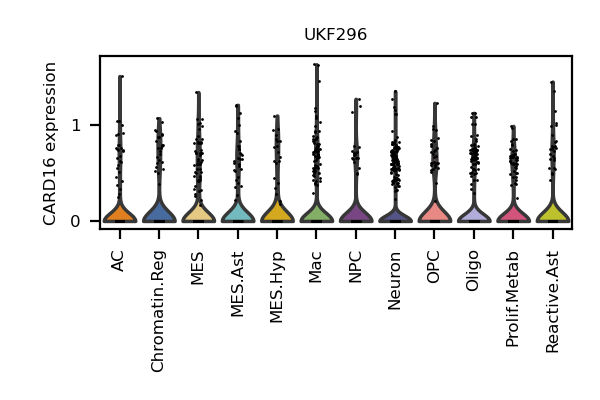 UKF296
CARD16 expression
1
0
AC
Chromatin.Reg
MES
MES.Ast
MES.Hyp
Mac
NPC
Neuron
OPC
Oligo
Prolif.Metab
Reactive.Ast